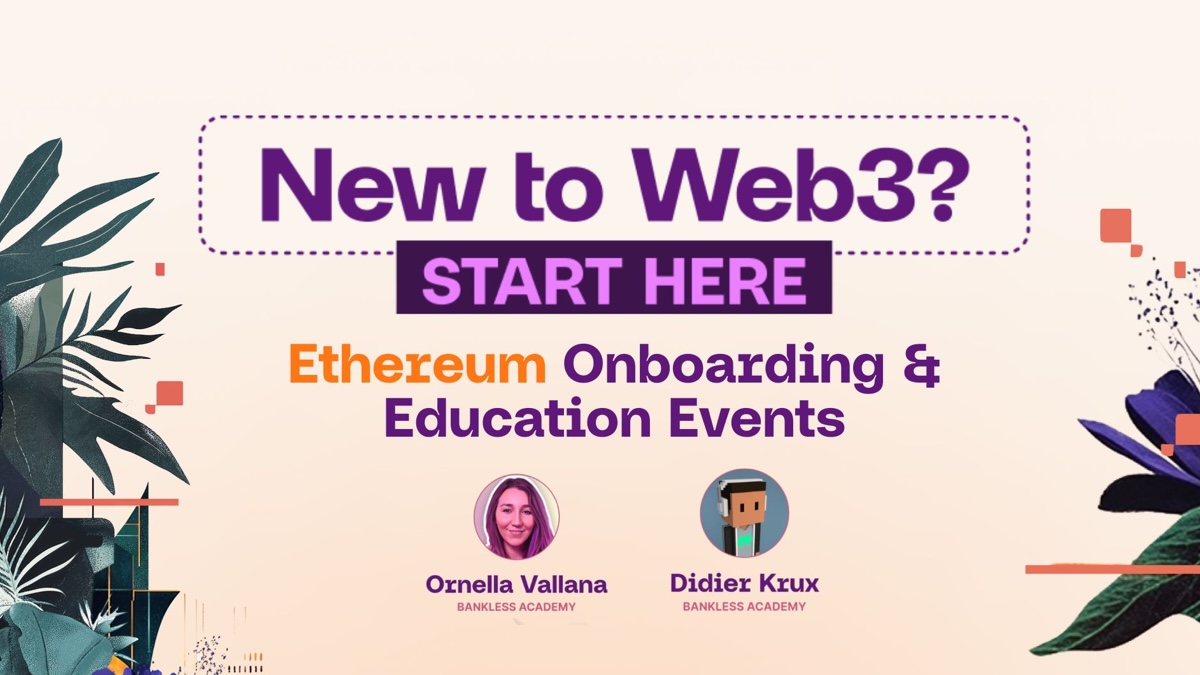 New to Web3?
START HERE
Ethereum Onboarding &
Education Events
Ornella Vallana
BANKLESS ACADEMY
Didier Krux
BANKLESS ACADEMY